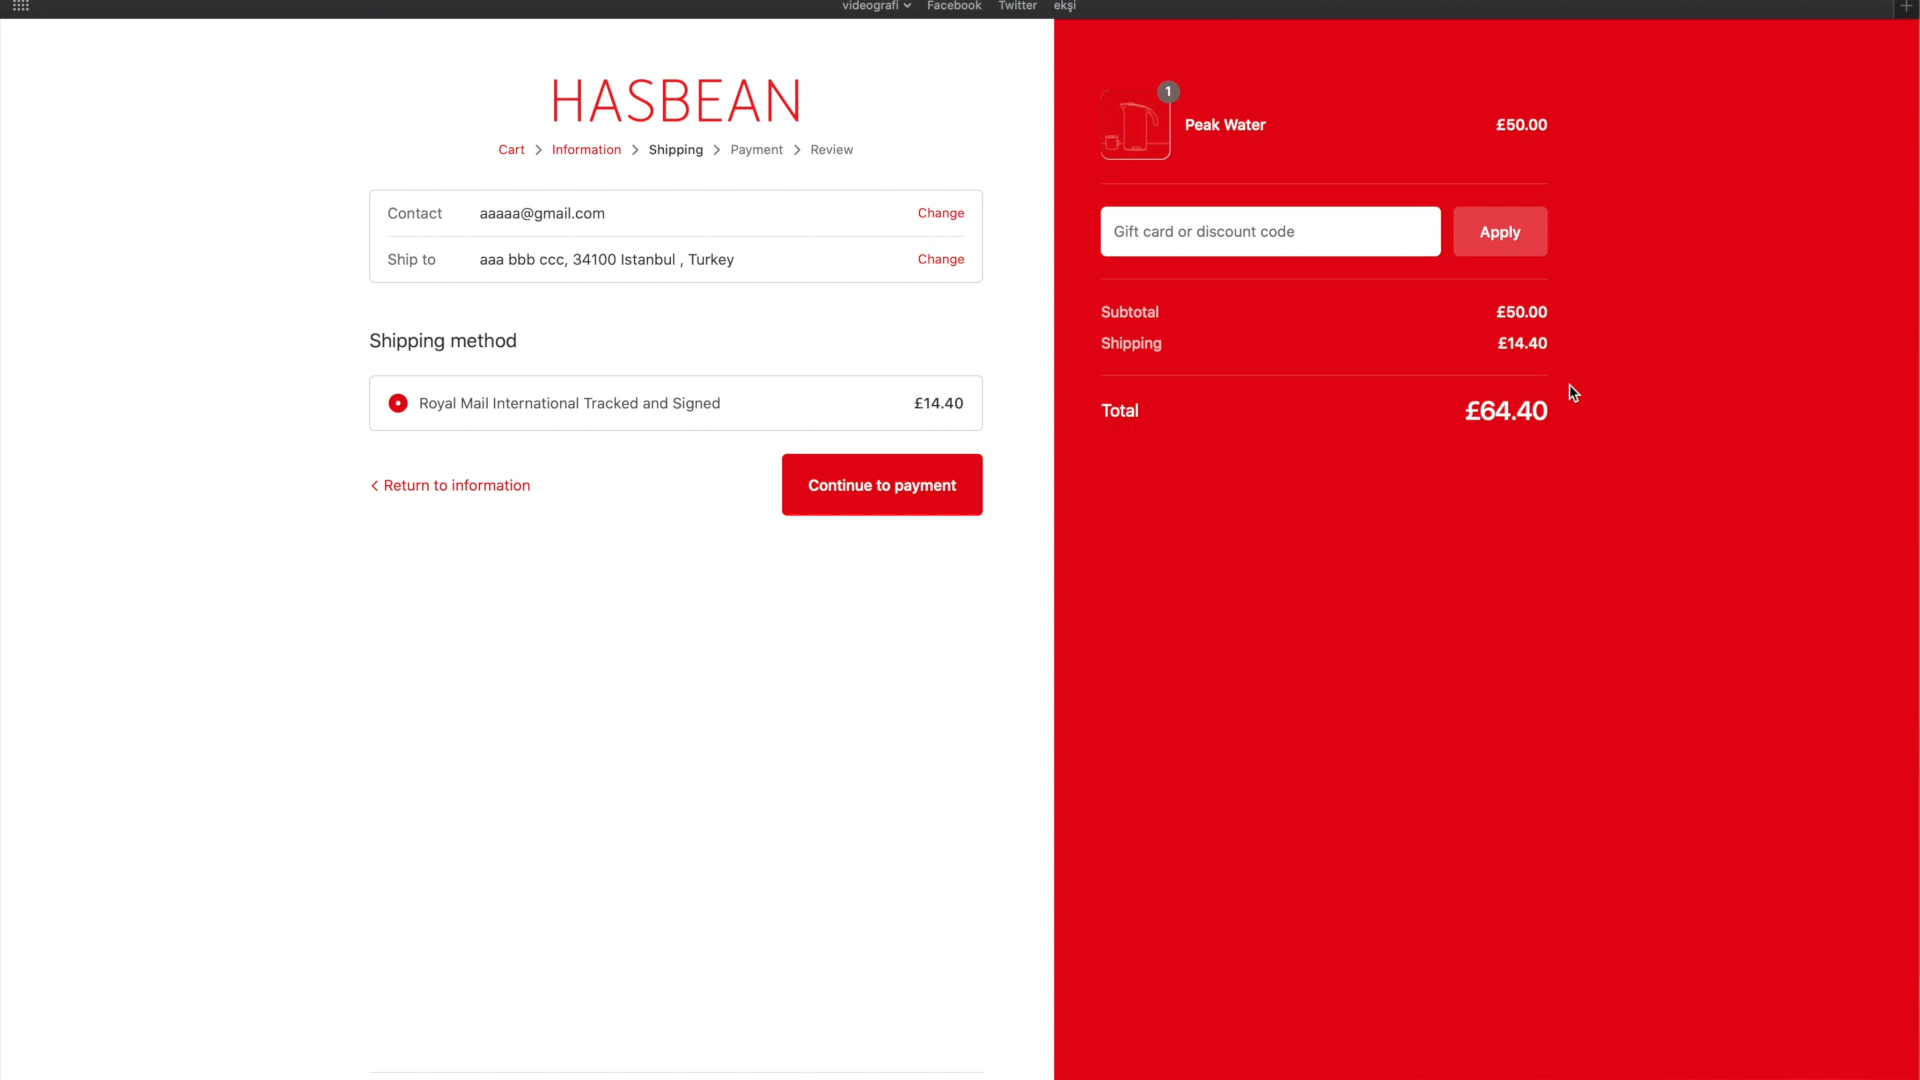 videografi Facebook Twitter ekşi
HASBEAN
Cart > Information > Shipping > Payment > Review
Contact aaaaa@gmail.com Change
Ship to aaa bbb ccc, 34100 Istanbul , Turkey Change
Shipping method
Royal Mail International Tracked and Signed £14.40
< Return to information
Continue to payment
1
Peak Water £50.00
Gift card or discount code Apply
Subtotal £50.00
Shipping £14.40
Total £64.40